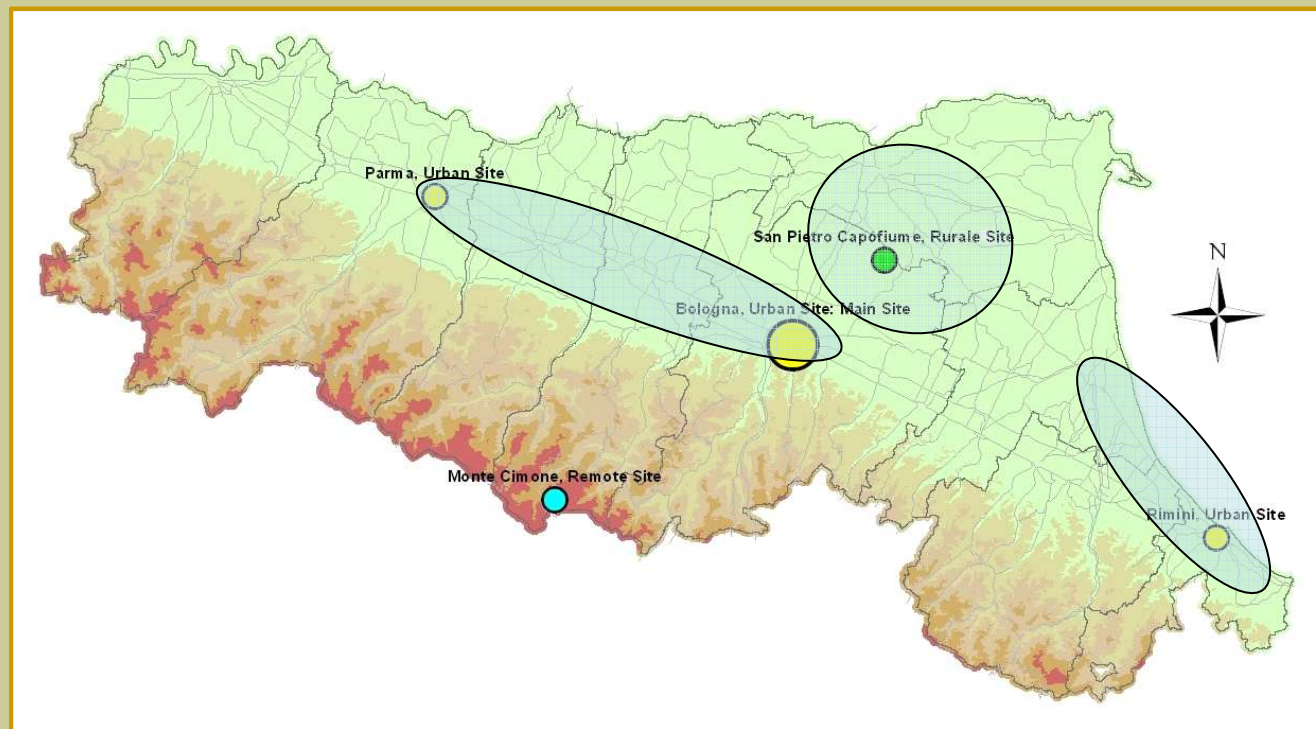 Parma, Urban Site
San Pietro Capofiume, Rurale Site
N
Bologna, Urban Site: Main Site
Monte Cimone, Remote Site
Rimini, Urban Site